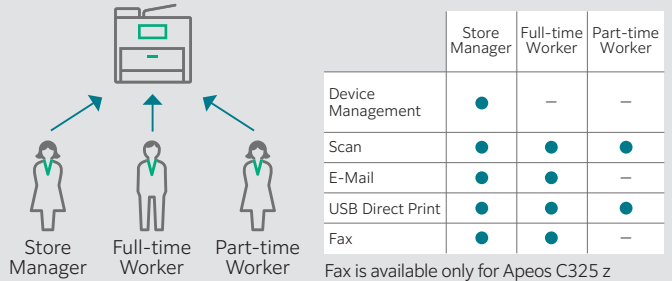 Store Manager
Full-time Worker
Part-time Worker
Store Manager
Full-time Worker
Part-time Worker
Device Management
●
–
–
Scan
●
●
●
E-Mail
●
●
–
USB Direct Print
●
●
●
Fax
●
●
–
Fax is available only for Apeos C325 z